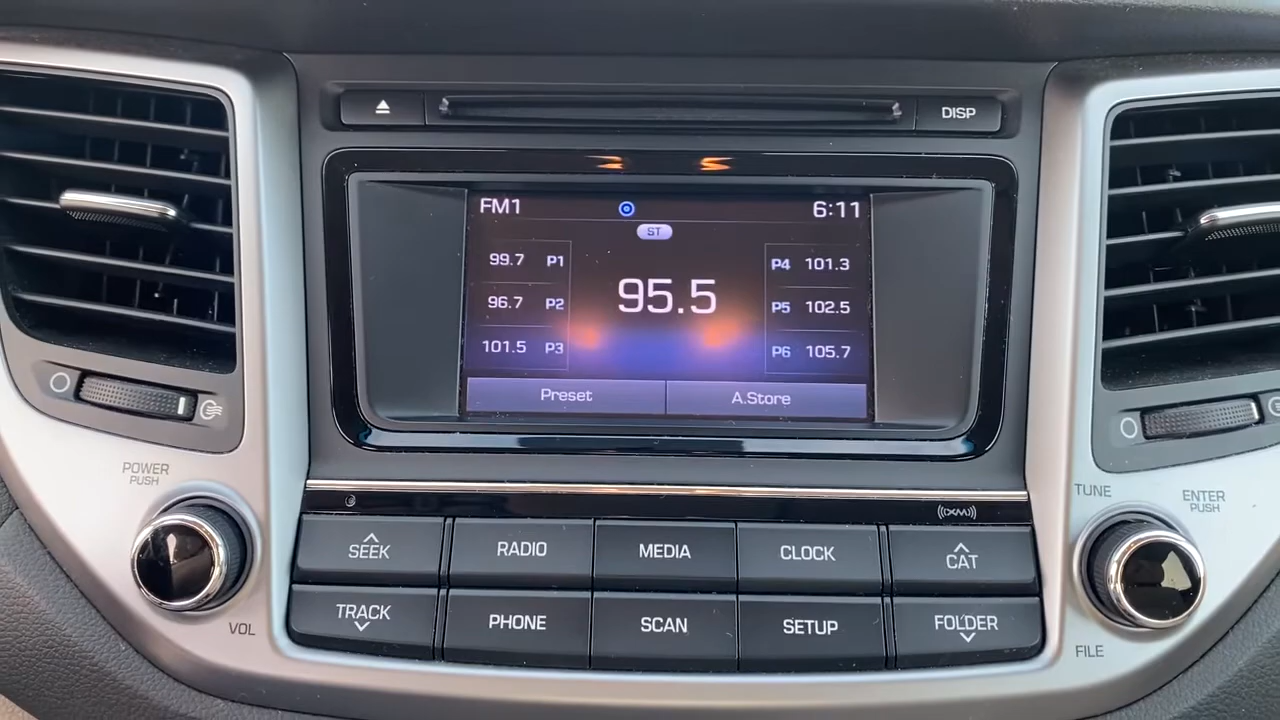 DISP
FM1 6:11
ST
99.7 P1
96.7 P2
101.5 P3
95.5
P4 101.3
P5 102.5
P6 105.7
Preset A.Store
POWER
PUSH
VOL
((XM))
SEEK RADIO MEDIA CLOCK CAT
TRACK PHONE SCAN SETUP FOLDER
TUNE
ENTER
PUSH
FILE